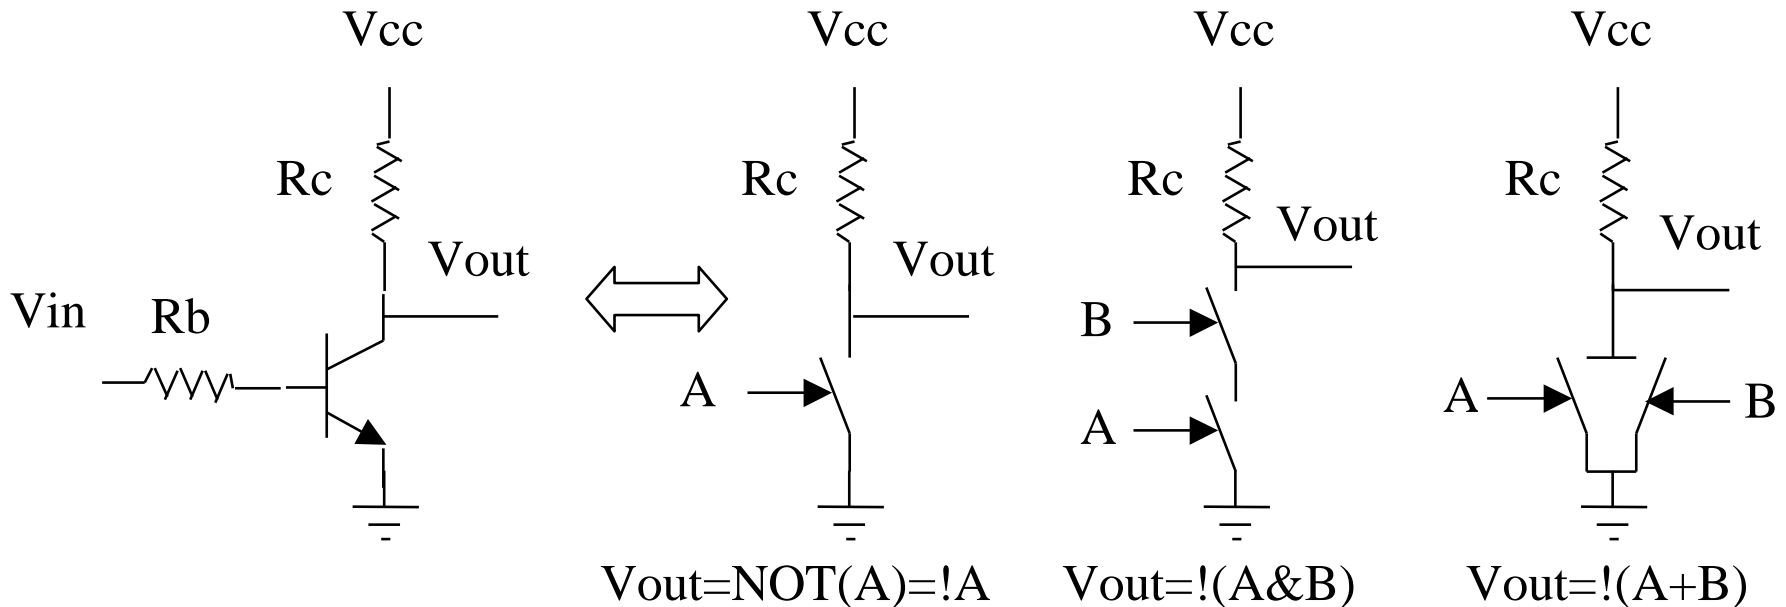 Vcc
Rc
Vout
Vin
Rb
Vcc
Rc
Vout
A
Vout=NOT(A)=!A
Vcc
Rc
Vout
B
A
Vout=!(A&B)
Vcc
Rc
Vout
A
B
Vout=!(A+B)